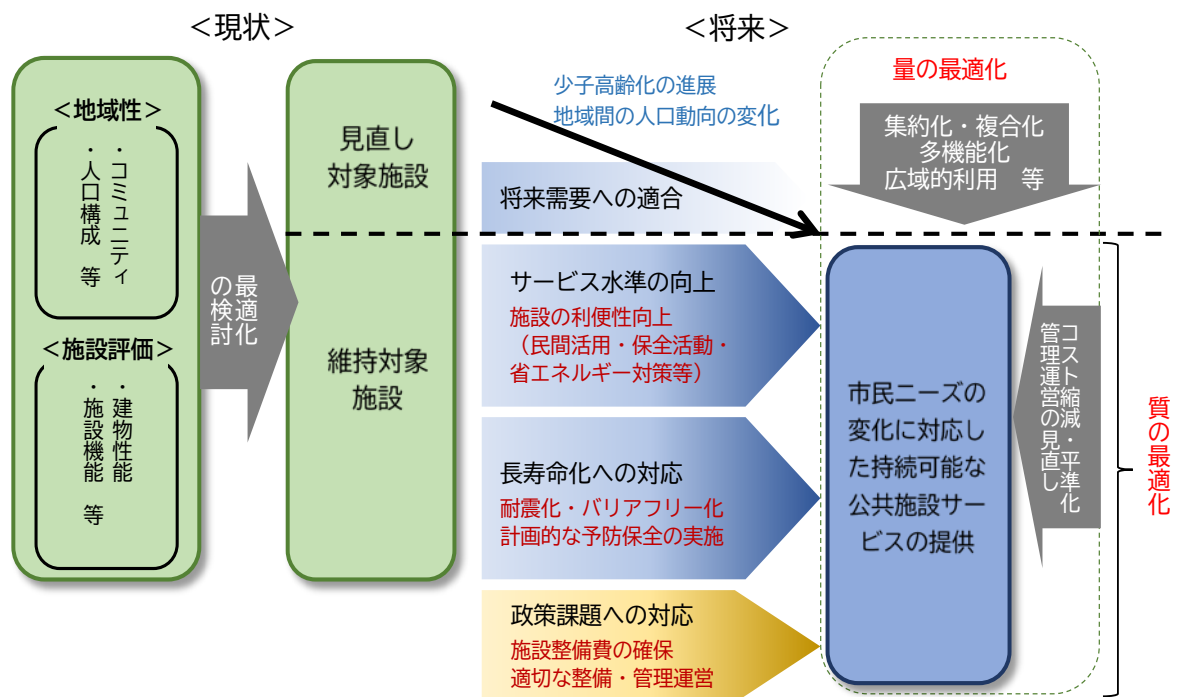 ＜現状＞
＜地域性＞
・コミュニティ
・人口構成　等
＜施設評価＞
・建物性能
・施設機能　等
最適化
の検討
見直し
対象施設
維持対象
施設
＜将来＞
少子高齢化の進展
地域間の人口動向の変化
将来需要への適合
サービス水準の向上
施設の利便性向上
（民間活用・保全活動・
省エネルギー対策等）
長寿命化への対応
耐震化・バリアフリー化
計画的な予防保全の実施
政策課題への対応
施設整備費の確保
適切な整備・管理運営
量の最適化
集約化・複合化
多機能化
広域的利用　等
市民ニーズの
変化に対応し
た持続可能な
公共施設サー
ビスの提供
コスト縮減・平準化
管理運営の見直し
質の最適化